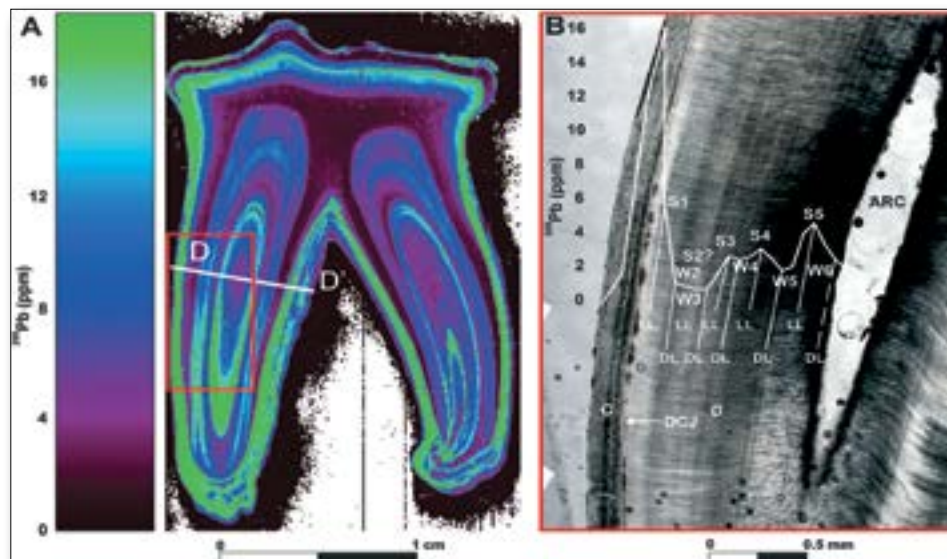 A
16
12
8
4
0
Pb (ppm)
D
D'
0 1 cm
B
16
14
12
10
8
6
4
2
0
Pb (ppm)
ARC
S1
S2?
S3
S4
S5
W2
W3
W4
W5
W6
LL LL LL LL LL
DL DL DL DL DL
C
D
DCJ
0 0.5 mm